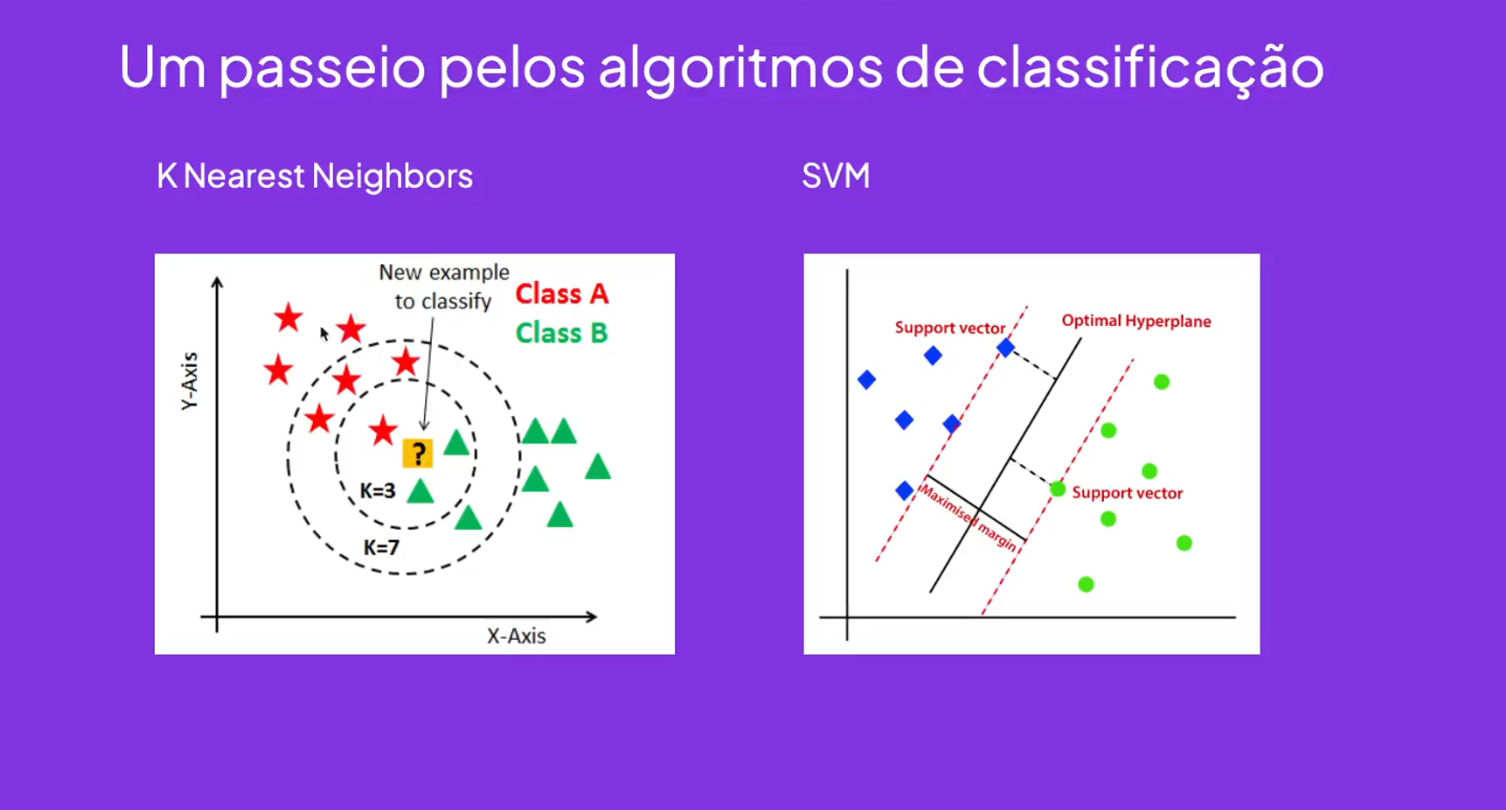 Um passeio pelos algoritmos de classificação
K Nearest Neighbors
New example
to classify
Class A
Class B
Y-Axis
?
K=3
K=7
X-Axis
SVM
Support vector
Optimal Hyperplane
Maximised margin
Support vector